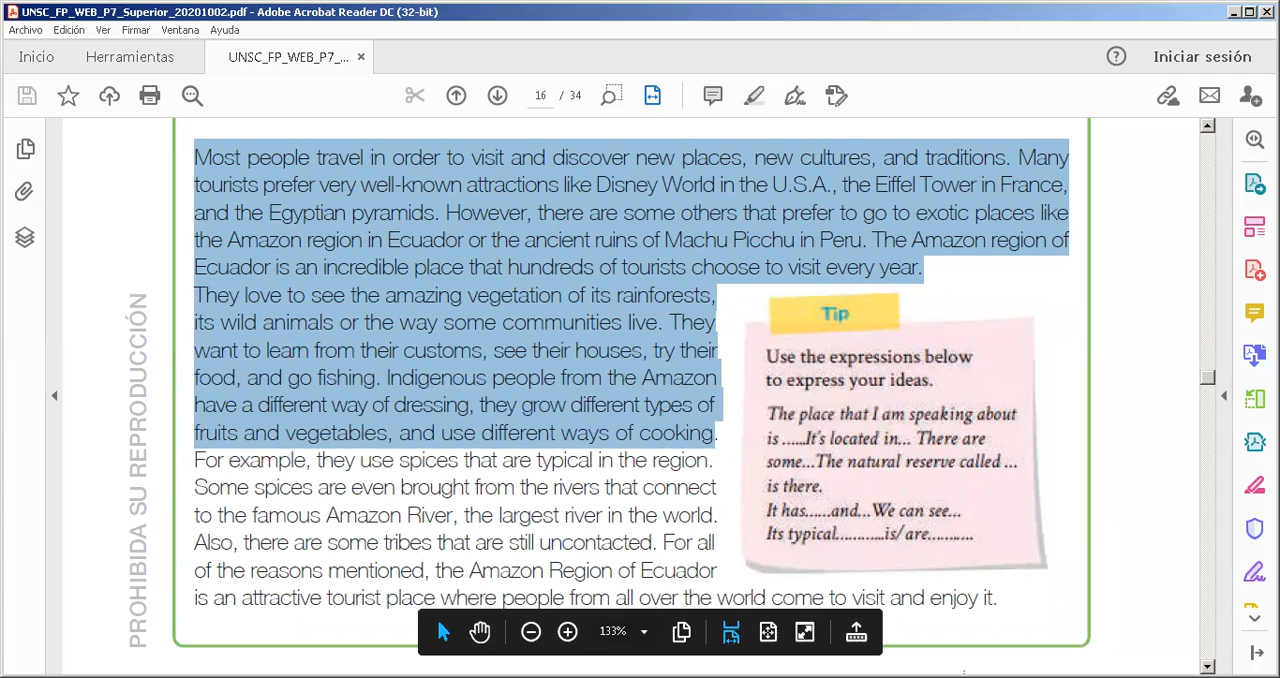 UNSC_FP_WEB_P7_Superior_20201002.pdf - Adobe Acrobat Reader DC (32-bit)
Archivo Edición Ver Firmar Ventana Ayuda
Inicio Herramientas UNSC_FP_WEB_P7_... × Iniciar sesión
16 / 34
Most people travel in order to visit and discover new places, new cultures, and traditions. Many
tourists prefer very well-known attractions like Disney World in the U.S.A., the Eiffel Tower in France,
and the Egyptian pyramids. However, there are some others that prefer to go to exotic places like
the Amazon region in Ecuador or the ancient ruins of Machu Picchu in Peru. The Amazon region of
Ecuador is an incredible place that hundreds of tourists choose to visit every year.
They love to see the amazing vegetation of its rainforests,
its wild animals or the way some communities live. They
want to learn from their customs, see their houses, try their
food, and go fishing. Indigenous people from the Amazon
have a different way of dressing, they grow different types of
fruits and vegetables, and use different ways of cooking.
For example, they use spices that are typical in the region.
Some spices are even brought from the rivers that connect
to the famous Amazon River, the largest river in the world.
Also, there are some tribes that are still uncontacted. For all
of the reasons mentioned, the Amazon Region of Ecuador
is an attractive tourist place where people from all over the world come to visit and enjoy it.
Tip
Use the expressions below
to express your ideas.
The place that I am speaking about
is ......It's located in... There are
some...The natural reserve called ...
is there.
It has......and...We can see...
Its typical...........is/are..........
PROHIBIDA SU REPRODUCCIÓN
133%